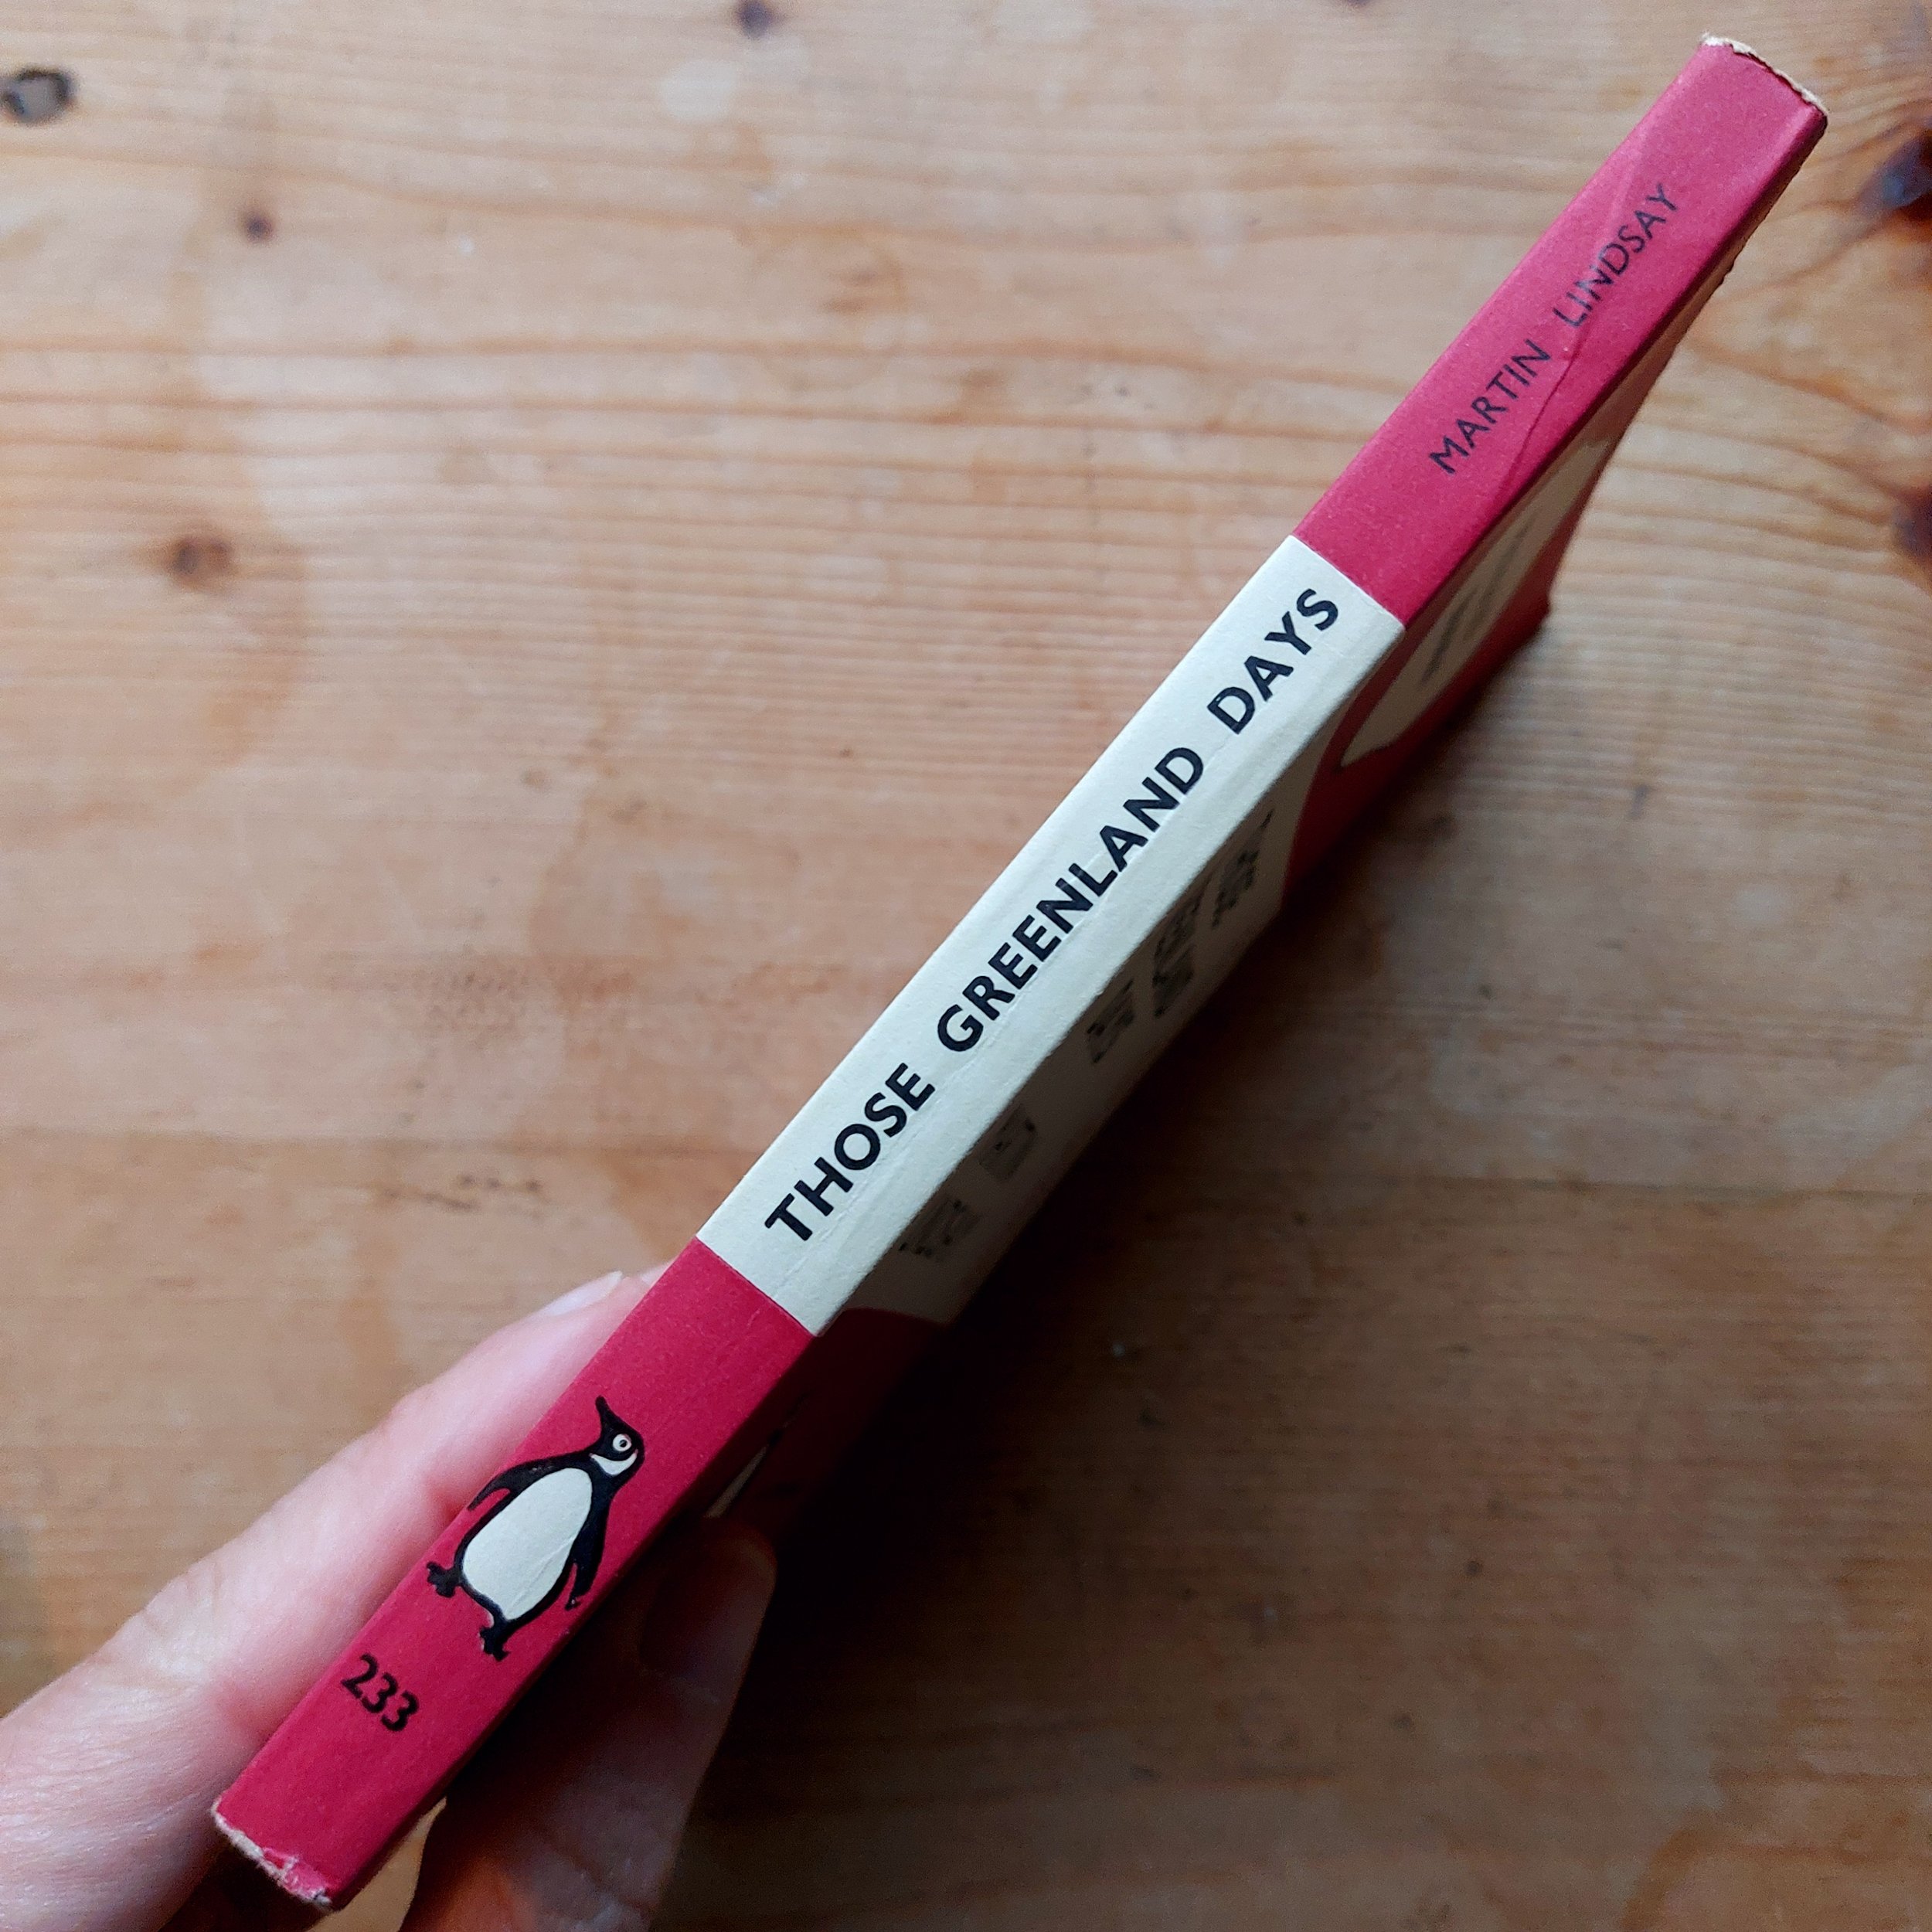 MARTIN LINDSAY
THOSE GREENLAND DAYS
233